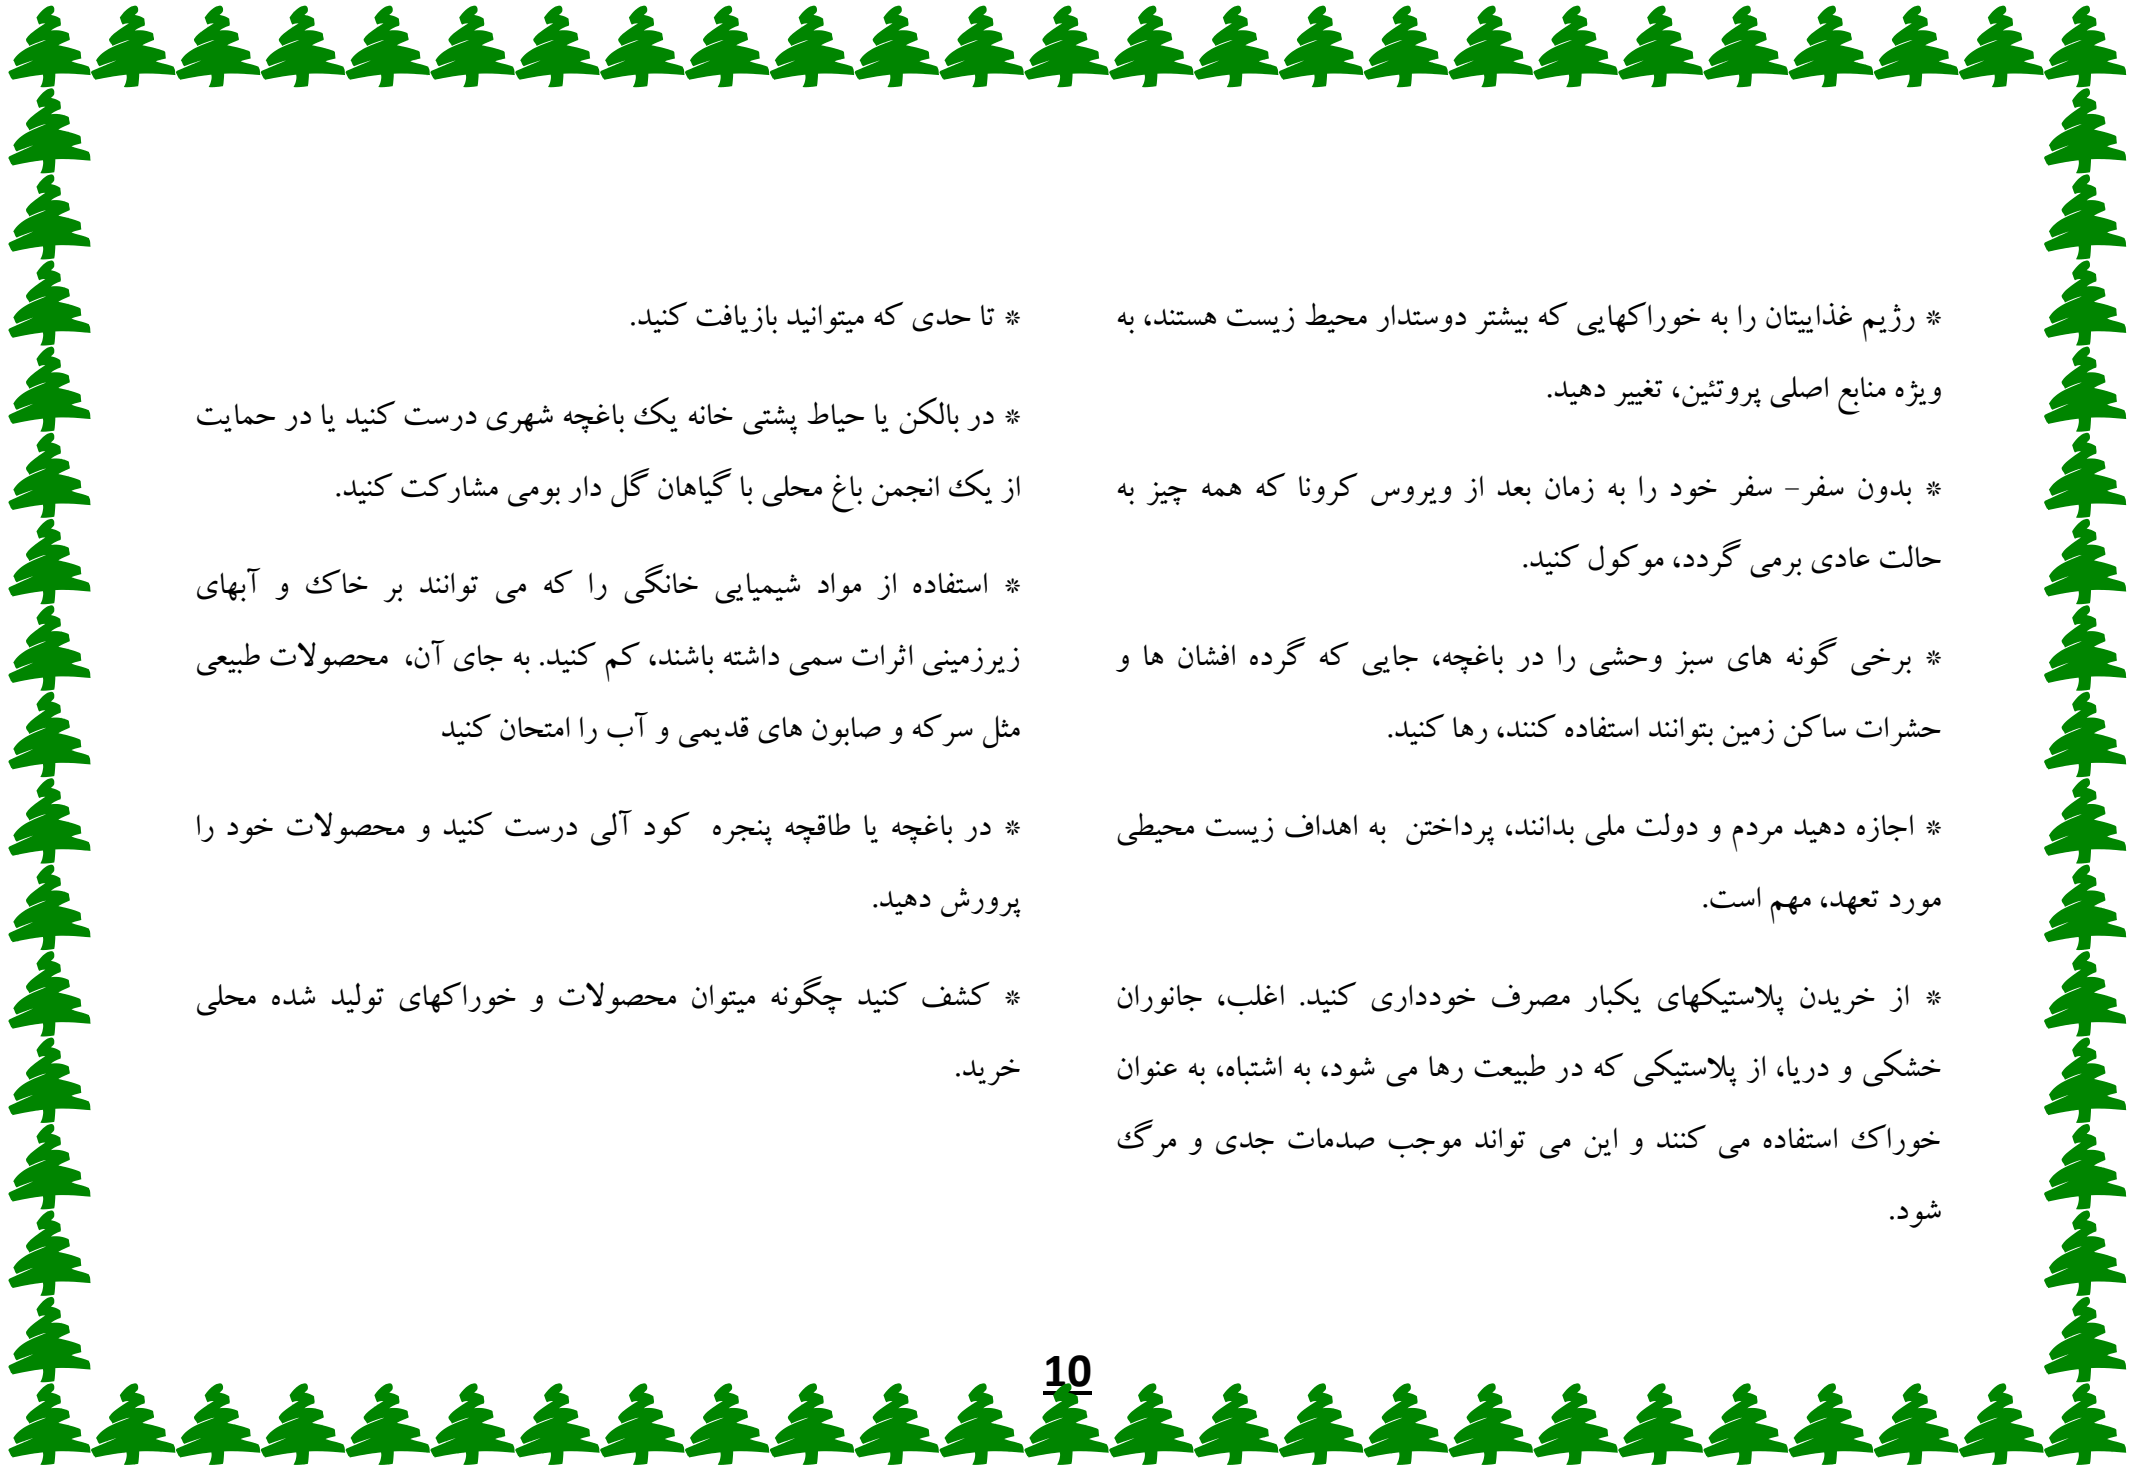 * رژیم غذاییتان را به خوراکهایی که بیشتر دوستدار محیط زیست هستند، به
ویژه منابع اصلی پروتئین، تغییر دهید.
* بدون سفر- سفر خود را به زمان بعد از ویروس کرونا که همه چیز به
حالت عادی برمی گردد، موکول کنید.
* برخی گونه های سبز وحشی را در باغچه، جایی که گرده افشان ها و
حشرات ساکن زمین بتوانند استفاده کنند، رها کنید.
* اجازه دهید مردم و دولت ملی بدانند، پرداختن به اهداف زیست محیطی
مورد تعهد، مهم است.
* از خریدن پلاستیکهای یکبار مصرف خودداری کنید. اغلب، جانوران
خشکی و دریا، از پلاستیکی که در طبیعت رها می شود، به اشتباه، به عنوان
خوراک استفاده می کنند و این می تواند موجب صدمات جدی و مرگ
شود.
* تا حدی که میتوانید بازیافت کنید.
* در بالکن یا حیاط پشتی خانه یک باغچه شهری درست کنید یا در حمایت
از یک انجمن باغ محلی با گیاهان گل دار بومی مشارکت کنید.
* استفاده از مواد شیمیایی خانگی را که می توانند بر خاک و آبهای
زیرزمینی اثرات سمی داشته باشند، کم کنید. به جای آن، محصولات طبیعی
مثل سرکه و صابون های قدیمی و آب را امتحان کنید
* در باغچه یا طاقچه پنجره کود آلی درست کنید و محصولات خود را
پرورش دهید.
* کشف کنید چگونه میتوان محصولات و خوراکهای تولید شده محلی
خرید.
10